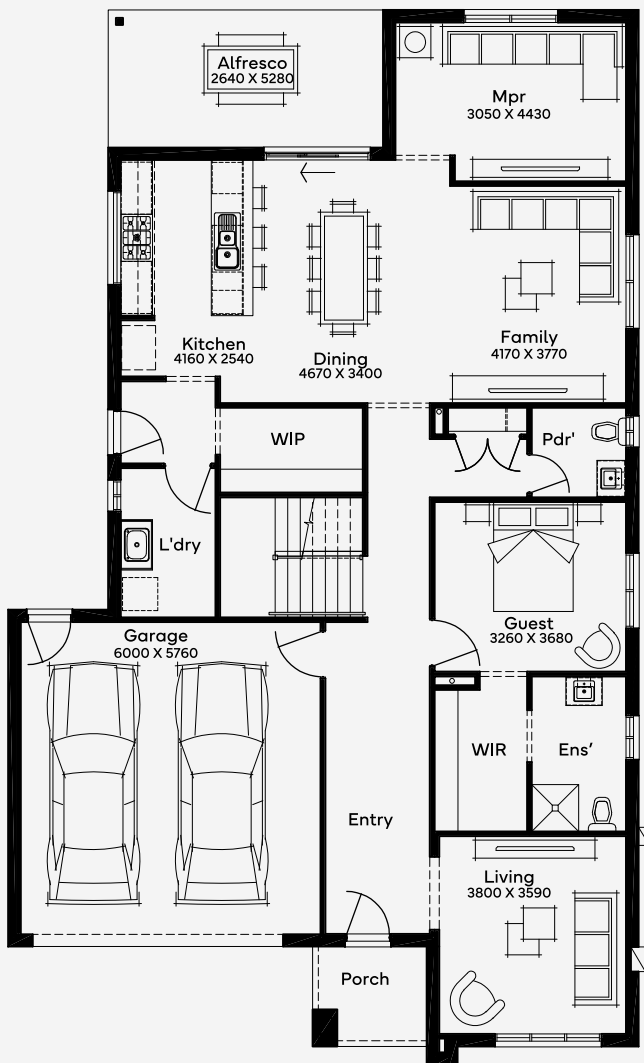 Alfresco
2640 X 5280
Mpr
3050 X 4430
Kitchen
4160 X 2540
Dining
4670 X 3400
Family
4170 X 3770
WIP
Pdr'
L'dry
Guest
3260 X 3680
Garage
6000 X 5760
WIR
Ens’
Entry
Living
3800 X 3590
Porch